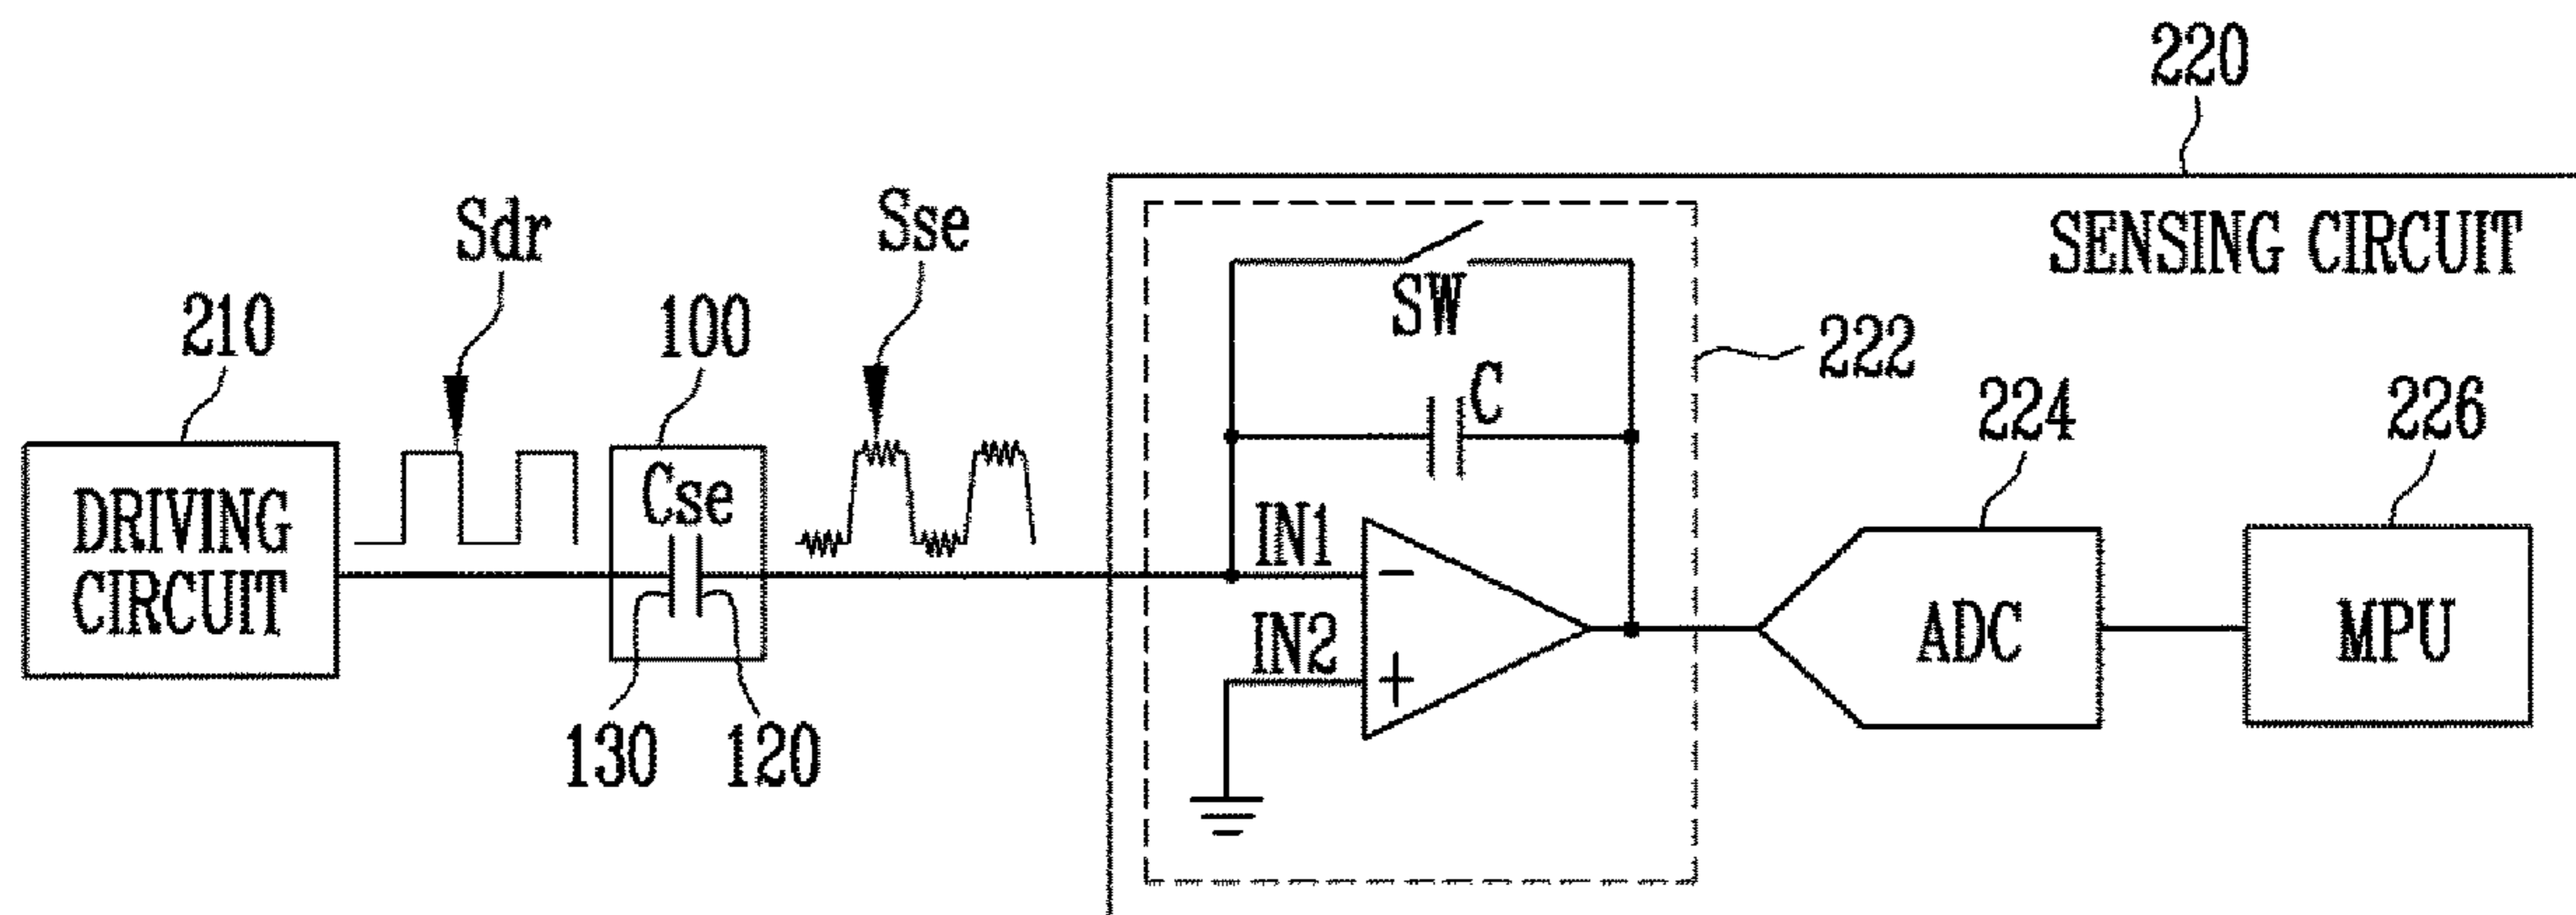 220
SENSING CIRCUIT
Sdr
Sse
210
100
SW
222
C
224
226
DRIVING
CIRCUIT
Cse
IN1
−
IN2
+
ADC
MPU
130
120